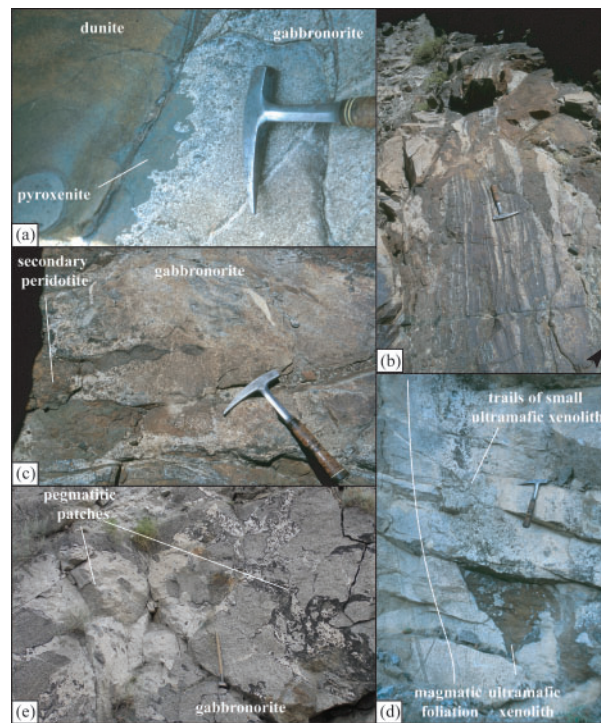 dunite
gabbronorite
pyroxenite
(a)
(b)
secondary
peridotite
gabbronorite
(c)
trails of small
ultramafic xenolith
magmatic
foliation
ultramafic
xenolith
(d)
pegmatitic
patches
gabbronorite
(e)